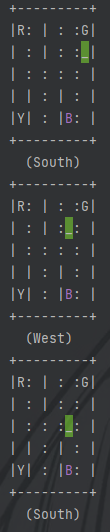 +---------+
|R: | : :G|
| : | : :_|
| : : : : |
| | : | : |
|Y| : |B: |
+---------+
  (South)
+---------+
|R: | : :G|
| : | :_: |
| : : : : |
| | : | : |
|Y| : |B: |
+---------+
  (West)
+---------+
|R: | : :G|
| : | : : |
| : : :_: |
| | : | : |
|Y| : |B: |
+---------+
  (South)